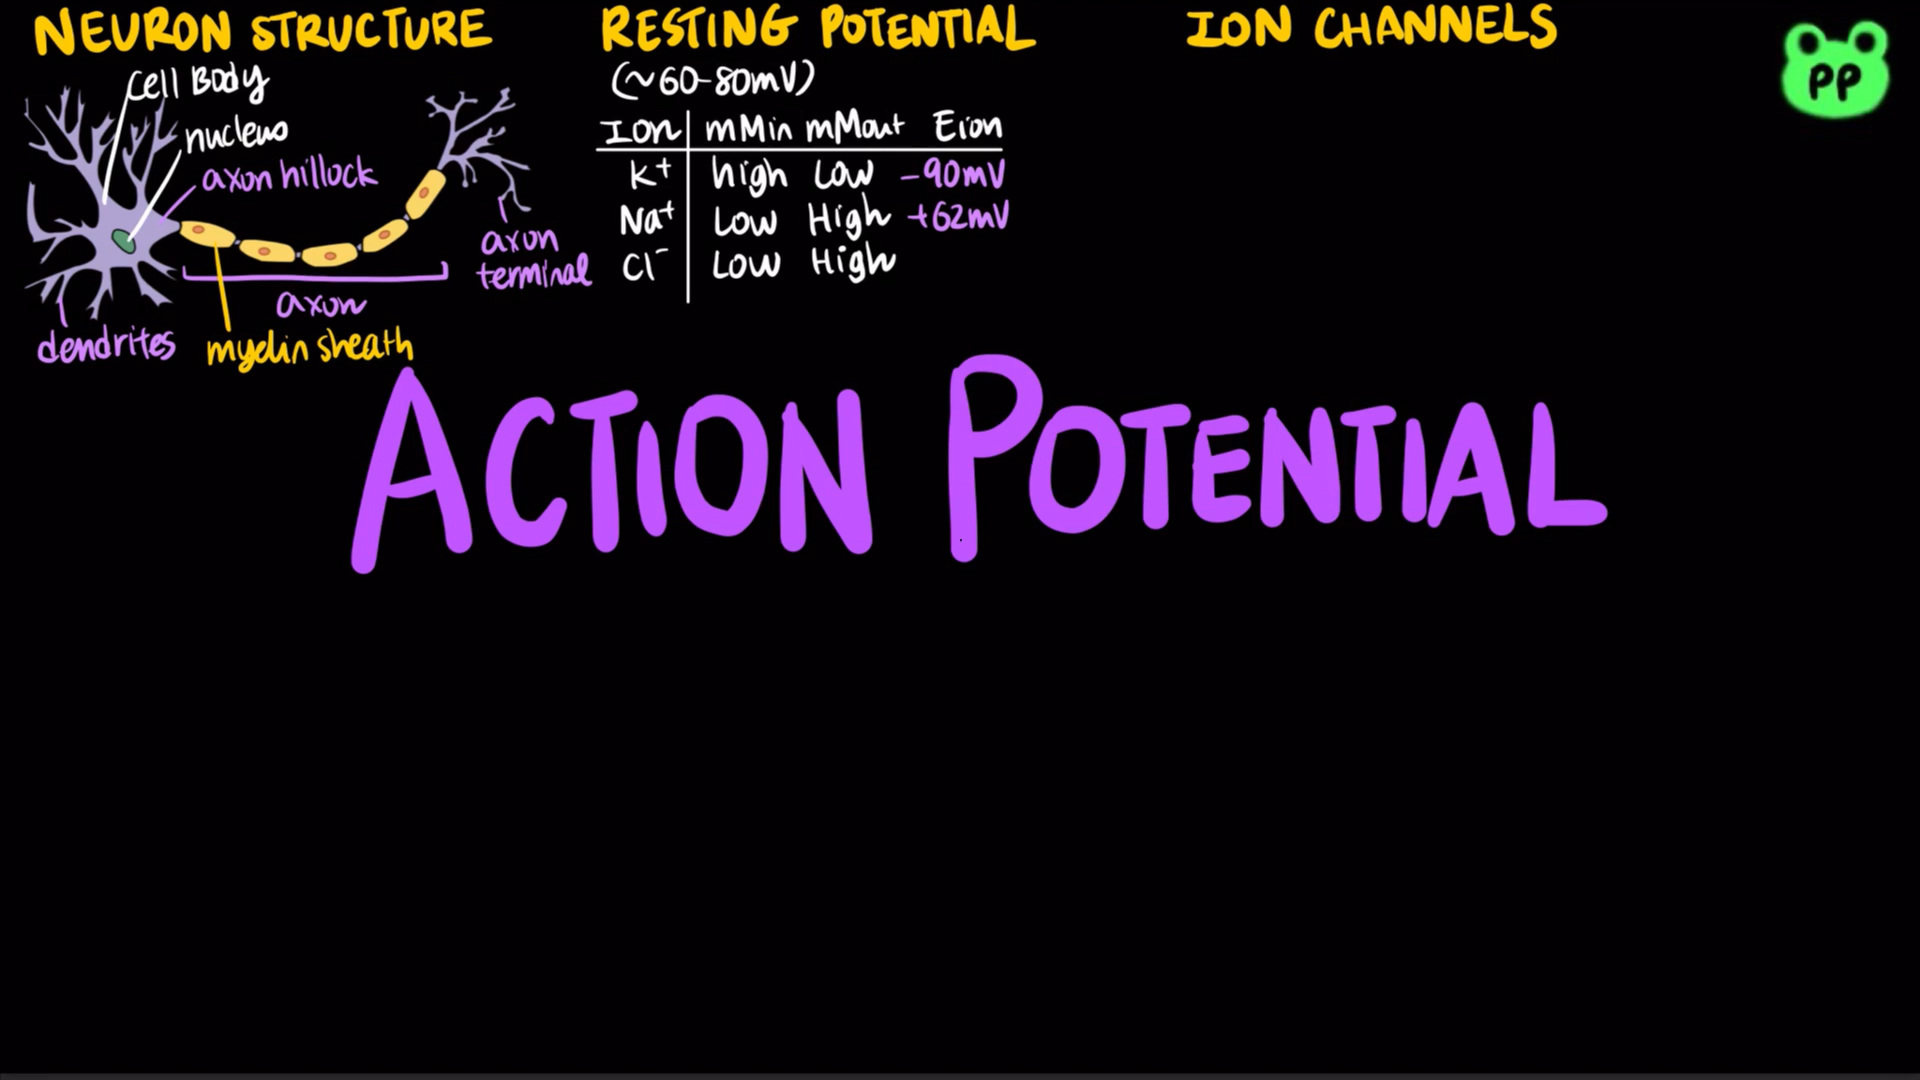 NEURON STRUCTURE
cell Body
nucleus
axon hillock
axon
terminal
axon
dendrites
myelin sheath
RESTING POTENTIAL
(~60-80mV)
Ion mMin mMout Eion
K+ high Low -90mV
Na+ Low High +62mV
Cl- Low High
ION CHANNELS
PP
ACTION POTENTIAL